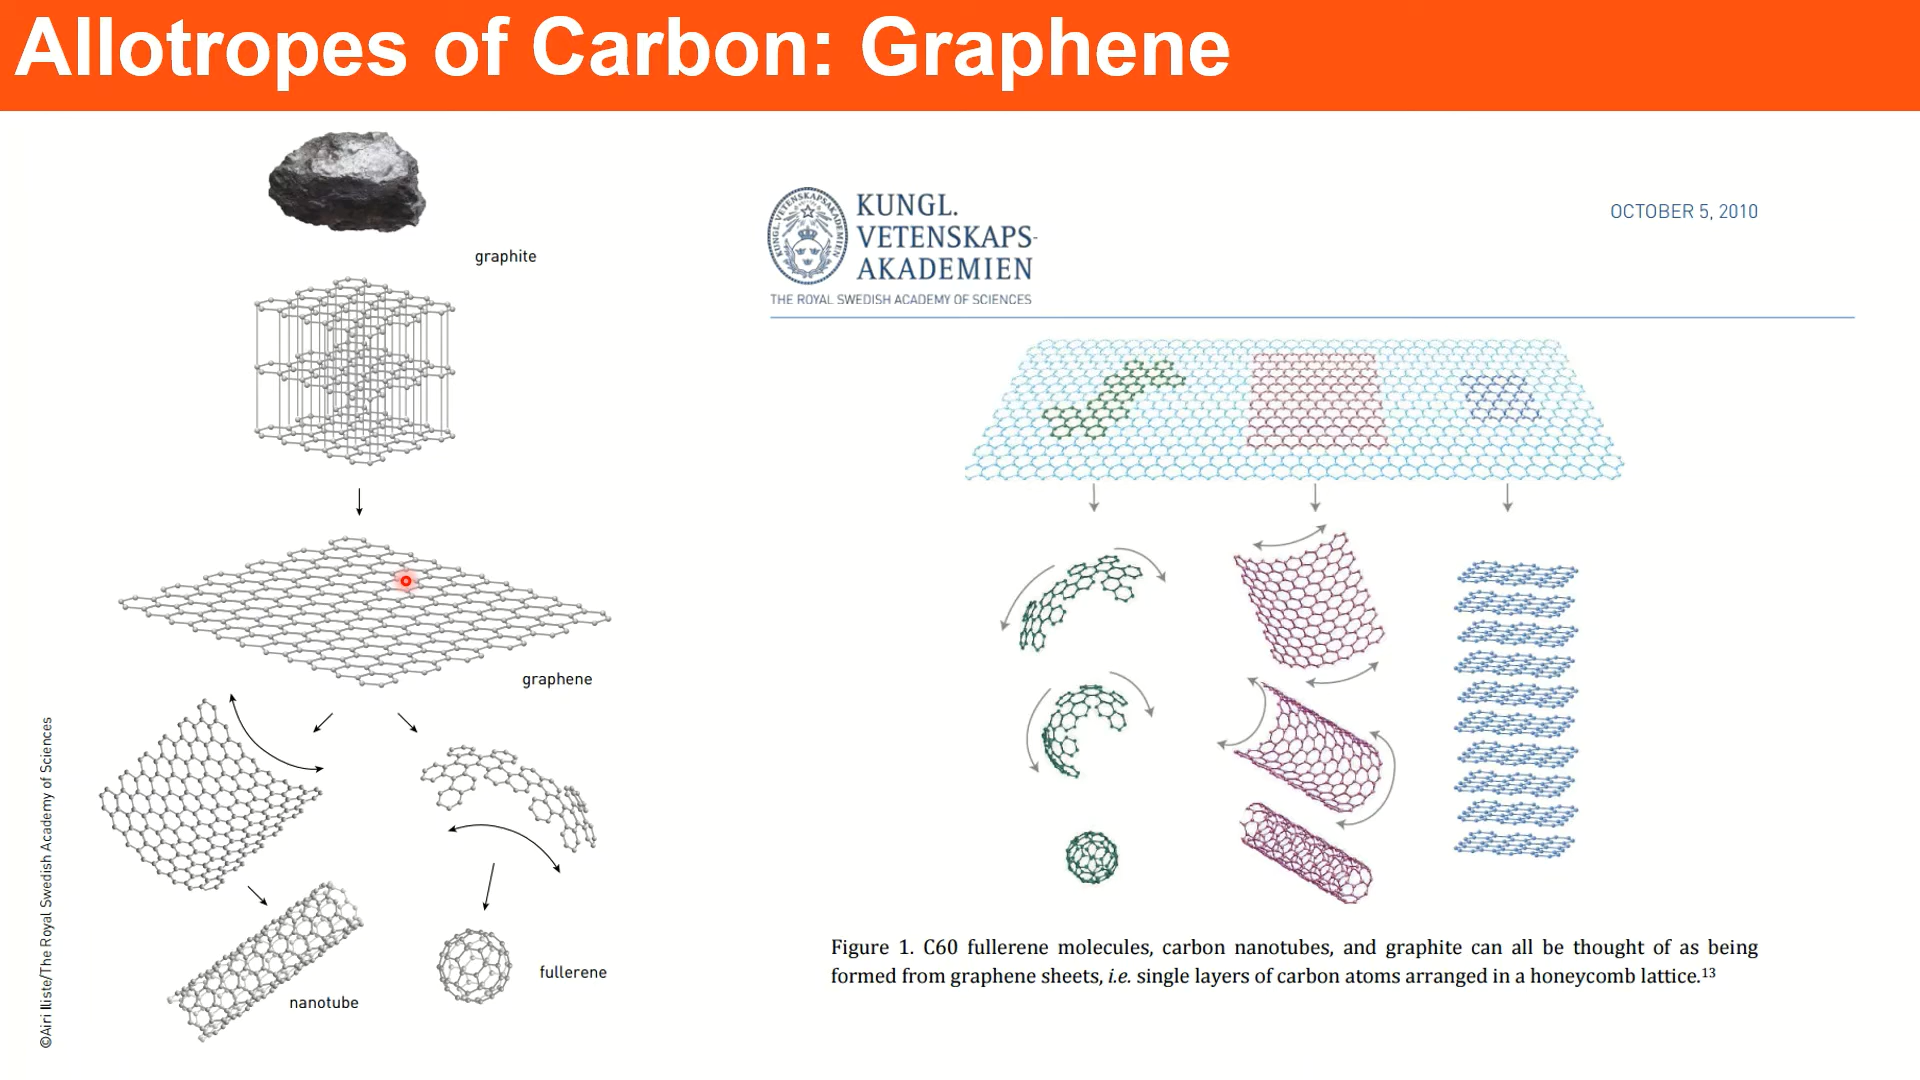 Allotropes of Carbon: Graphene
graphite
graphene
nanotube
fullerene
©Airi Iliste/The Royal Swedish Academy of Sciences
KUNGL. VETENSKAPSAKADEMIEN
KUNGL.
VETENSKAPS-
AKADEMIEN
THE ROYAL SWEDISH ACADEMY OF SCIENCES
OCTOBER 5, 2010
Figure 1. C60 fullerene molecules, carbon nanotubes, and graphite can all be thought of as being
formed from graphene sheets, i.e. single layers of carbon atoms arranged in a honeycomb lattice.13